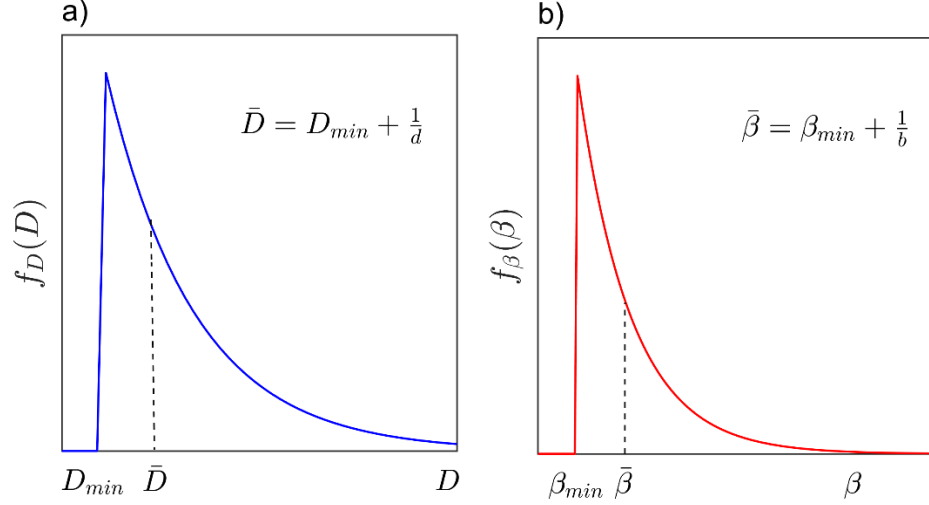 a)
D̄ = D_min + 1/d
f_D(D)
D_min D̄ D
b)
β̄ = β_min + 1/b
f_β(β)
β_min β̄ β